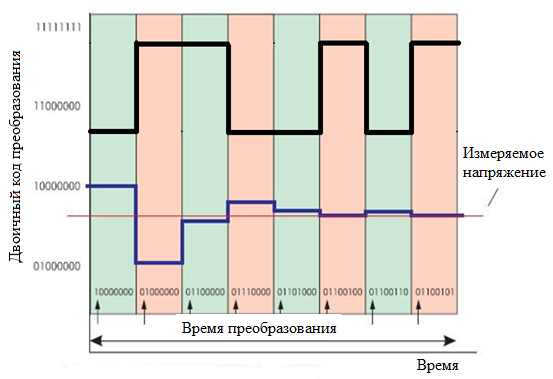 Двоичный код преобразования
11111111
11000000
10000000
01000000
Измеряемое
напряжение
10000000 01000000 01100000 01110000 01101000 01100100 01100110 01100101
Время преобразования
Время